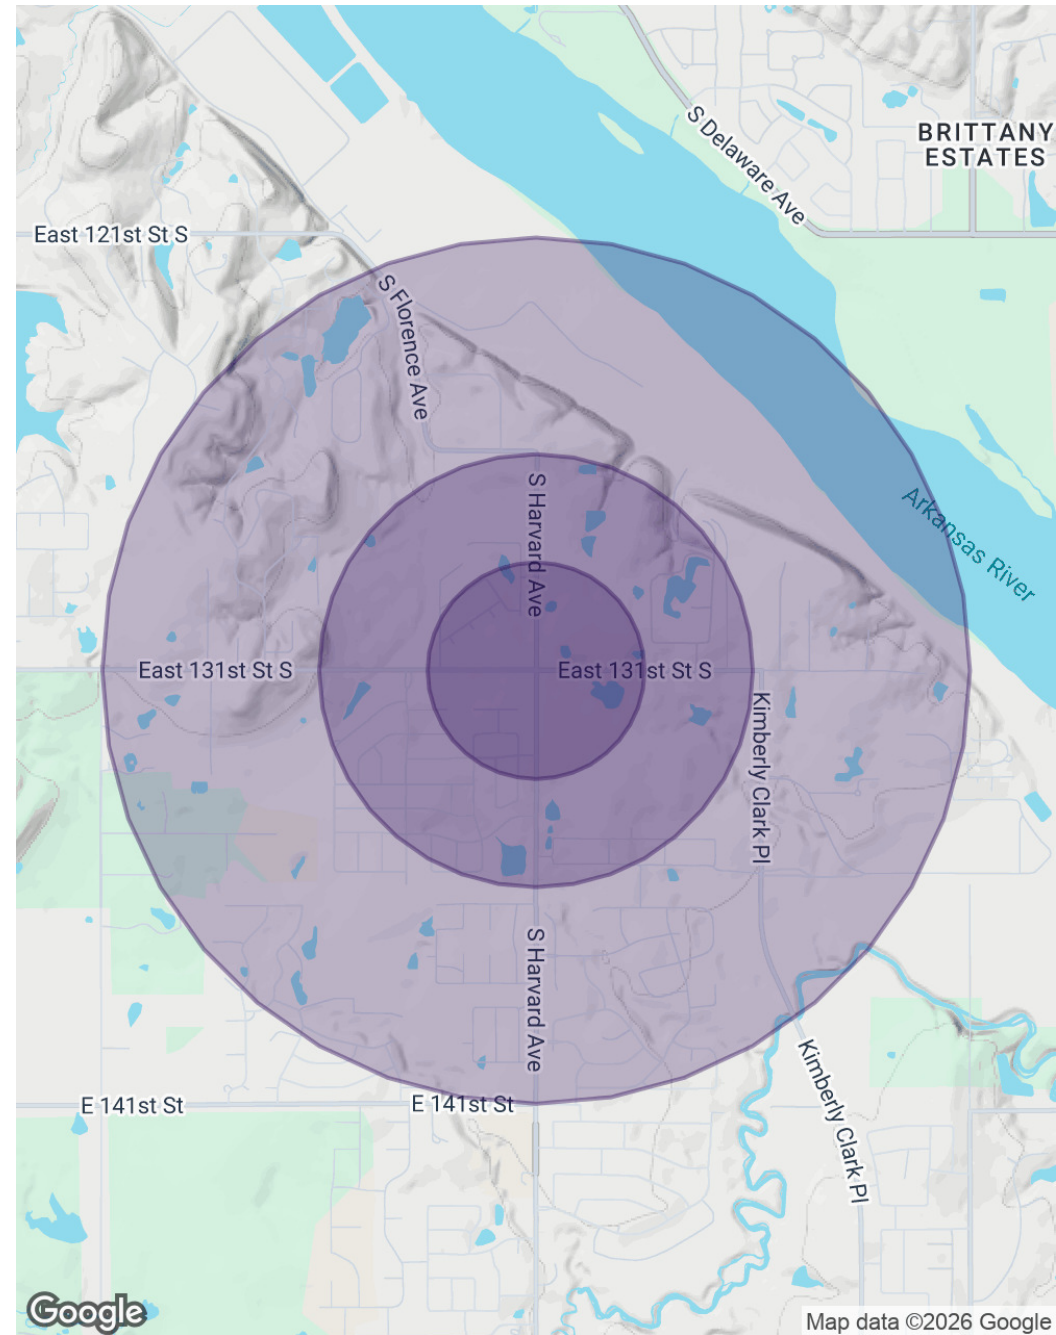 S Delaware Ave
BRITTANY
ESTATES
East 121st St S
S Florence Ave
S Harvard Ave
Arkansas River
East 131st St S
East 131st St S
Kimberly Clark Pl
S Harvard Ave
Kimberly Clark Pl
E 141st St
E 141st St
Google
Map data ©2026 Google